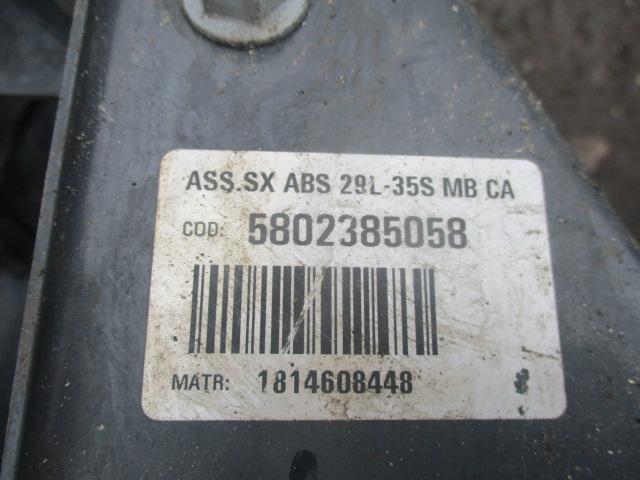 ASS.SX ABS 29L-35S MB CA
COD: 5802385058
MATR: 1814608448